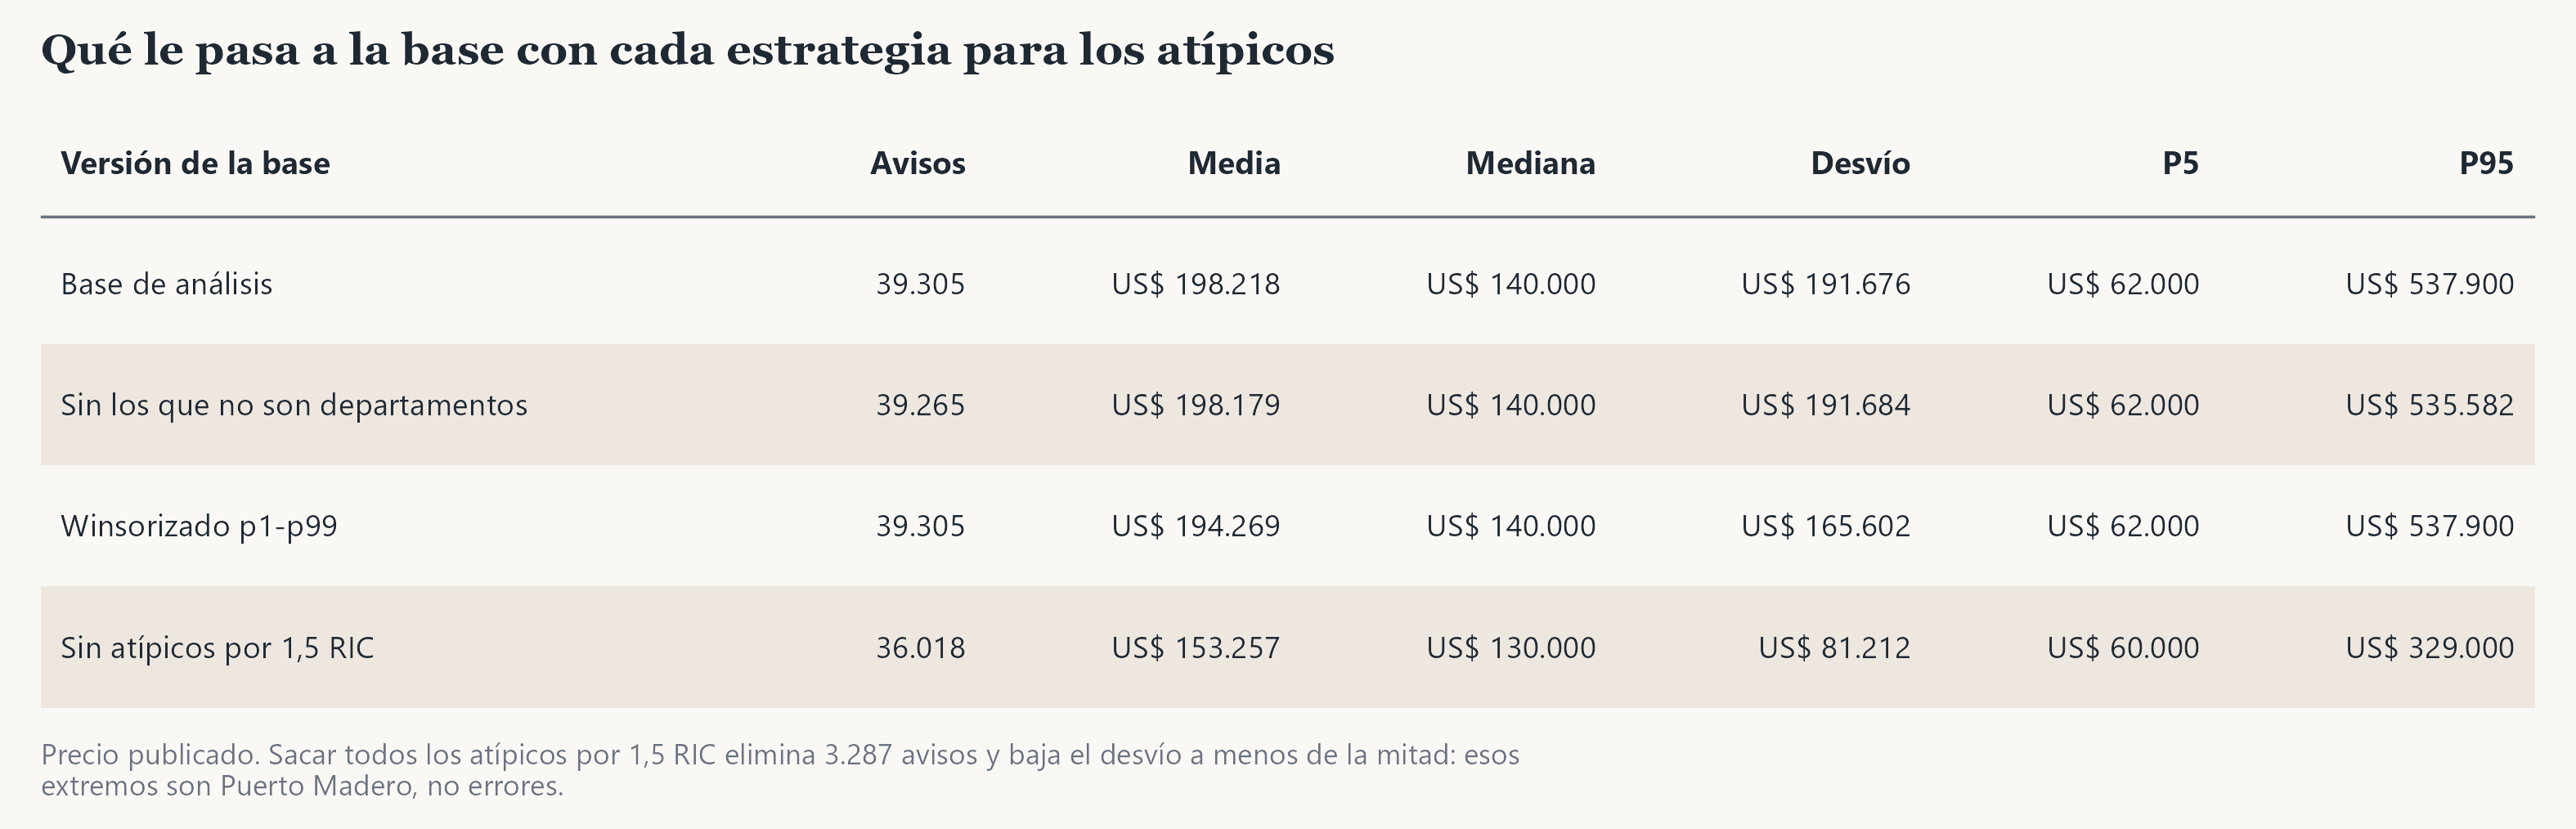 Qué le pasa a la base con cada estrategia para los atípicos
Versión de la base Avisos Media Mediana Desvío P5 P95
Base de análisis 39.305 US$ 198.218 US$ 140.000 US$ 191.676 US$ 62.000 US$ 537.900
Sin los que no son departamentos 39.265 US$ 198.179 US$ 140.000 US$ 191.684 US$ 62.000 US$ 535.582
Winsorizado p1-p99 39.305 US$ 194.269 US$ 140.000 US$ 165.602 US$ 62.000 US$ 537.900
Sin atípicos por 1,5 RIC 36.018 US$ 153.257 US$ 130.000 US$ 81.212 US$ 60.000 US$ 329.000
Precio publicado. Sacar todos los atípicos por 1,5 RIC elimina 3.287 avisos y baja el desvío a menos de la mitad: esos
extremos son Puerto Madero, no errores.